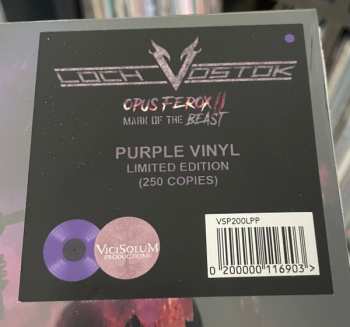 LOCH VOSTOK
OPUS FEROX II
MARK OF THE BEAST
PURPLE VINYL
LIMITED EDITION
(250 COPIES)
VSP200LPP
0 200000 116903 >
VICISOLUM
PRODUCTIONS